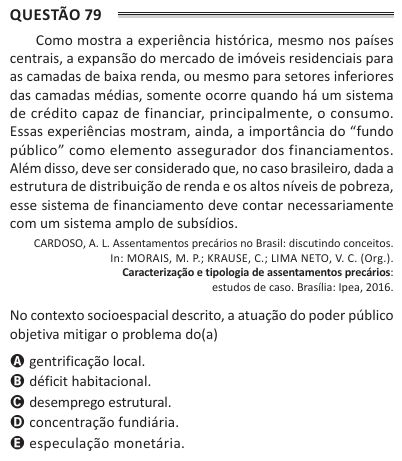 QUESTÃO 79
Como mostra a experiência histórica, mesmo nos países
centrais, a expansão do mercado de imóveis residenciais para
as camadas de baixa renda, ou mesmo para setores inferiores
das camadas médias, somente ocorre quando há um sistema
de crédito capaz de financiar, principalmente, o consumo.
Essas experiências mostram, ainda, a importância do “fundo
público” como elemento assegurador dos financiamentos.
Além disso, deve ser considerado que, no caso brasileiro, dada a
estrutura de distribuição de renda e os altos níveis de pobreza,
esse sistema de financiamento deve contar necessariamente
com um sistema amplo de subsídios.
CARDOSO, A. L. Assentamentos precários no Brasil: discutindo conceitos.
In: MORAIS, M. P.; KRAUSE, C.; LIMA NETO, V. C. (Org.).
Caracterização e tipologia de assentamentos precários:
estudos de caso. Brasília: Ipea, 2016.
No contexto socioespacial descrito, a atuação do poder público
objetiva mitigar o problema do(a)
A gentrificação local.
B déficit habitacional.
C desemprego estrutural.
D concentração fundiária.
E especulação monetária.